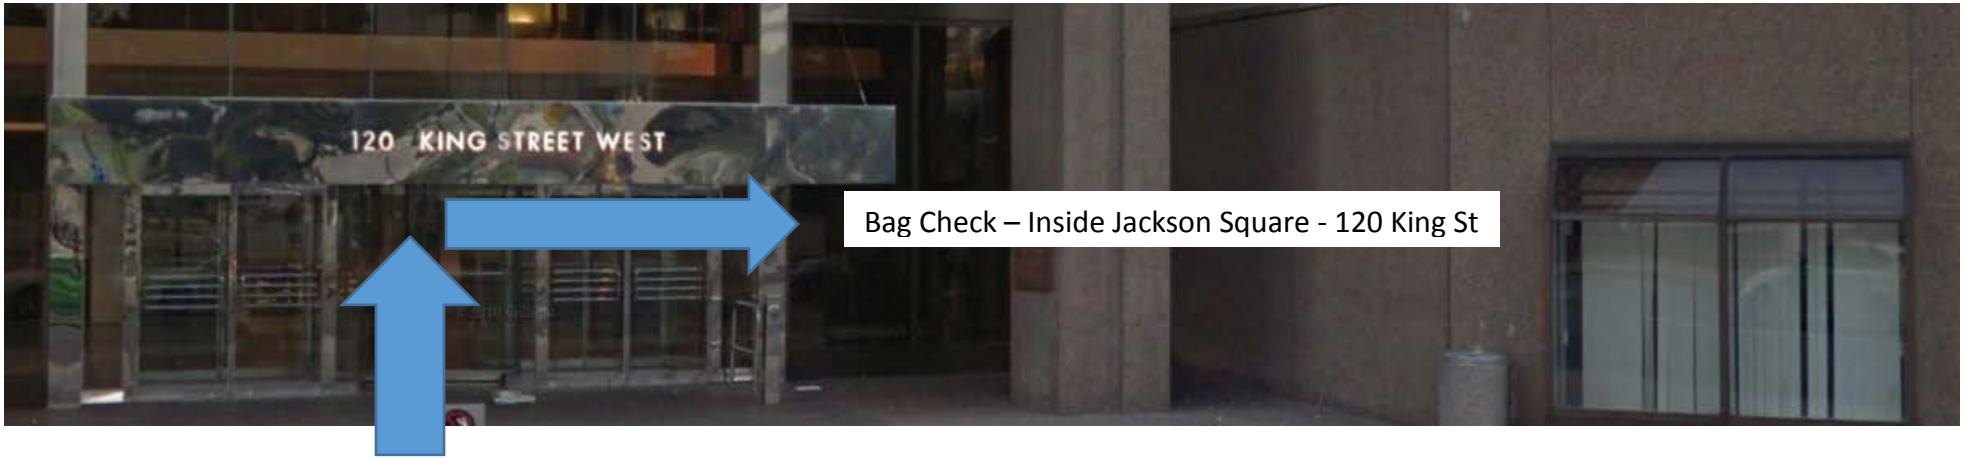 120 KING STREET WEST
Bag Check – Inside Jackson Square - 120 King St